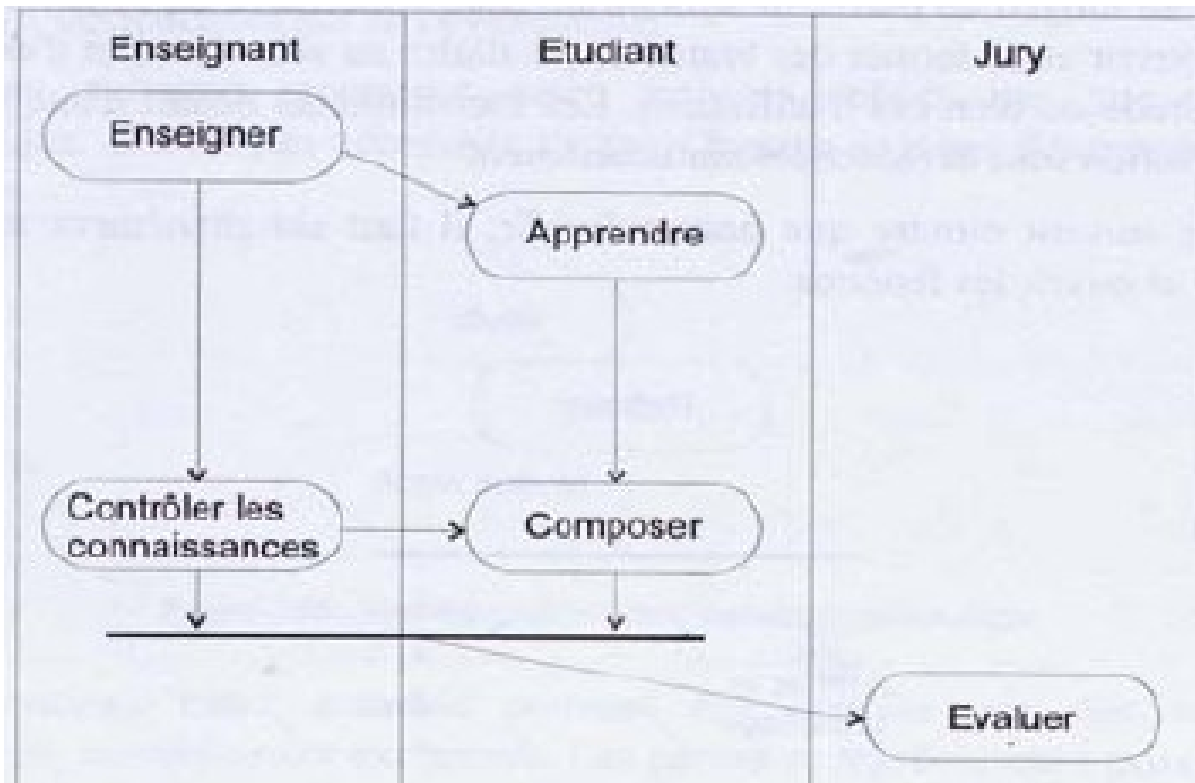 Enseignant
Etudiant
Jury
Enseigner
Apprendre
Contrôler les
connaissances
Composer
Evaluer